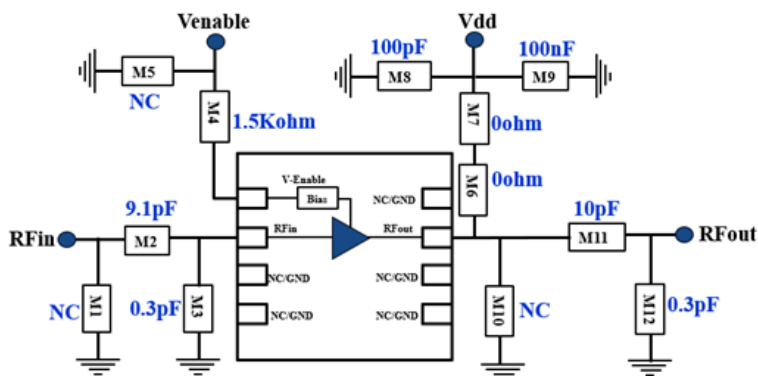 Venable
Vdd
100pF
100nF
M5
M8
M9
NC
M4
1.5Kohm
M7
0ohm
V-Enable
Bias
NC/GND
M6
0ohm
9.1pF
10pF
RFin
M2
RFin
RFout
M11
RFout
NC/GND
NC/GND
NC
M1
0.3pF
M3
NC/GND
NC/GND
M10
NC
M12
0.3pF